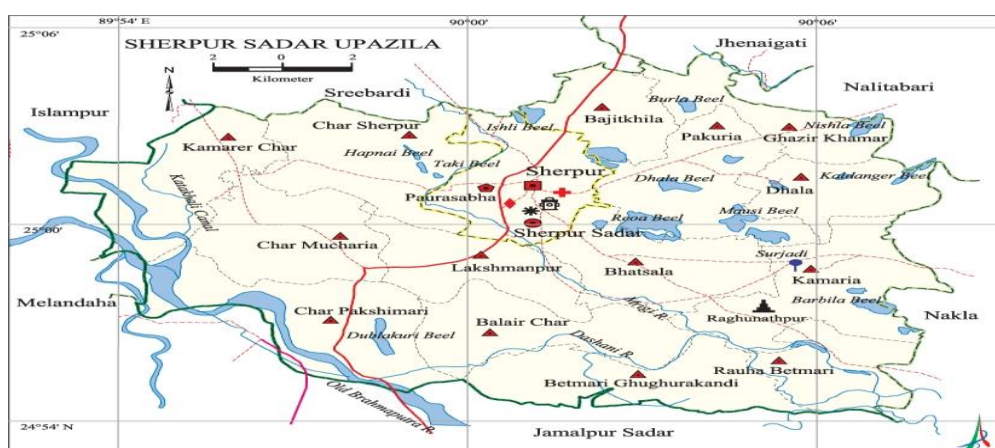 89°54' E
90°00'
90°06'
25°06'
SHERPUR SADAR UPAZILA
2 0 2
Kilometer
N
Jhenaigati
Nalitabari
Islampur
Sreebardi
Burla Beel
Bajitkhila
Ishli Beel
Char Sherpur
Kamarer Char
Pakuria
Nishla Beel
Ghazir Khamar
Hapnai Beel
Taki Beel
Sherpur
Dhala Beel
Dhala
Kaldanger Beel
Paurasabha
Rooa Beel
Mausi Beel
25°00'
Sherpur Sadar
Char Mucharia
Lakshmanpur
Bhatsala
Surjadi
Kamaria
Melandaha
Barbila Beel
Char Pakshimari
Raghunathpur
Nakla
Dublakuri Beel
Balair Char
Mrigi R.
Dashani R.
Rauha Betmari
Betmari Ghughurakandi
Old Brahmaputra R.
24°54' N
Jamalpur Sadar